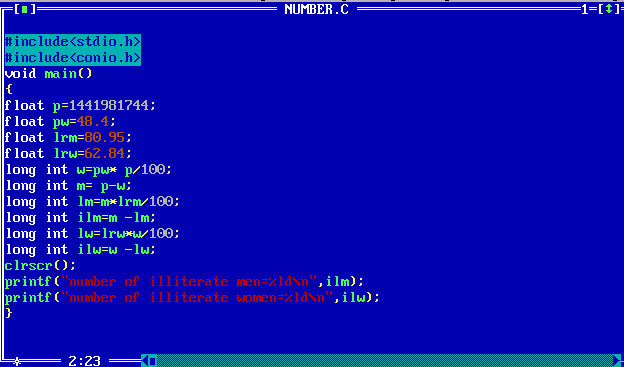 [■] NUMBER.C 1=[↕]
#include<stdio.h>
#include<conio.h>
void main()
{
float p=1441981744;
float pw=48.4;
float lrm=80.95;
float lrw=62.84;
long int w=pw* p/100;
long int m= p-w;
long int lm=m*lrm/100;
long int ilm=m -lm;
long int lw=lrw*w/100;
long int ilw=w -lw;
clrscr();
printf("number of illiterate men=%ld\n",ilm);
printf("number of illiterate women=%ld\n",ilw);
}
2:23